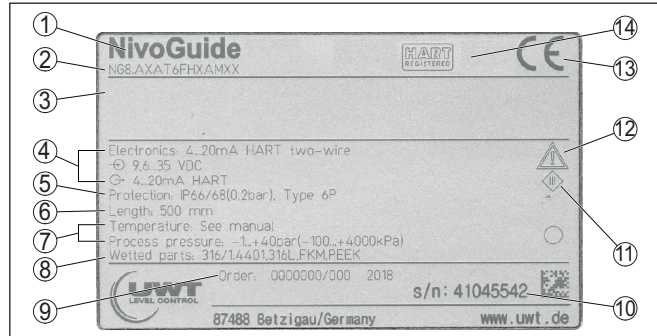 1
NivoGuide
2
NG8.AXAT6FHXAMXX
HART
REGISTERED
14
CE
13
3
4
Electronics: 4...20mA HART two-wire
9,6...35 VDC
4...20mA HART
12
5
Protection: IP66/68(0.2bar), Type 6P
6
Length: 500 mm
11
7
Temperature: See manual
Process pressure: -1...+40bar(-100...+4000kPa)
8
Wetted parts: 316/1.4401,316L,FKM,PEEK
9
Order: 0000000/000 2018
UWT
LEVEL CONTROL
s/n: 41045542
10
87488 Betzigau/Germany
www.uwt.de